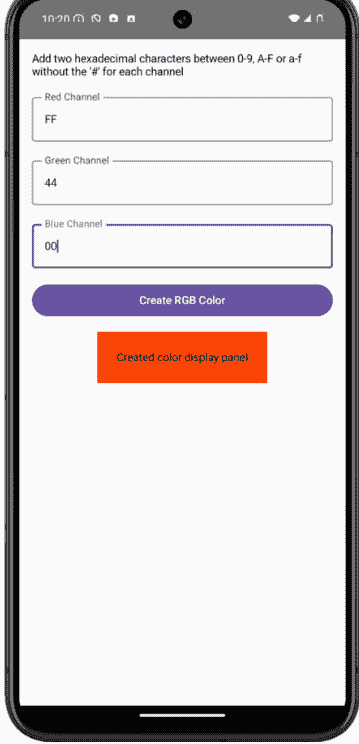 10:20
Add two hexadecimal characters between 0-9, A-F or a-f
without the '#' for each channel
Red Channel
FF
Green Channel
44
Blue Channel
00
Create RGB Color
Created color display panel